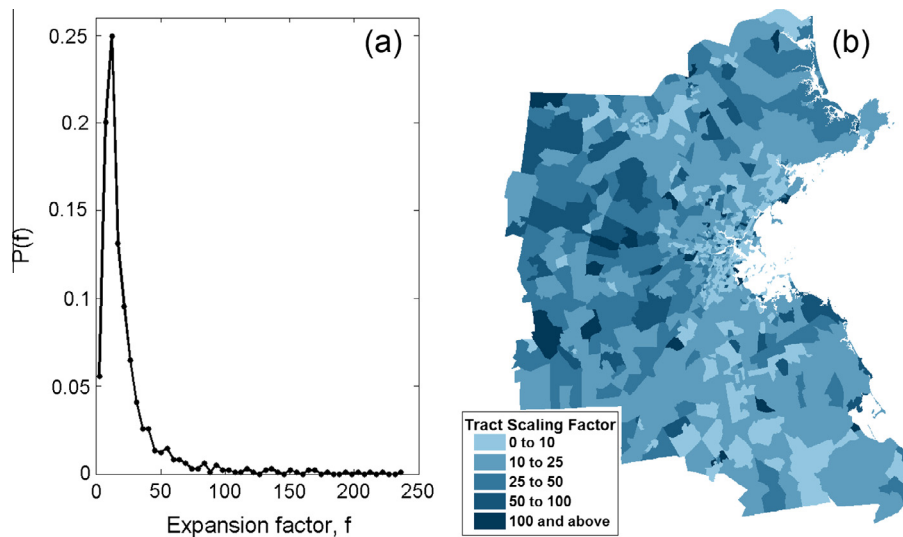 (a)
P(f)
0.25
0.2
0.15
0.1
0.05
0
0 50 100 150 200 250
Expansion factor, f
(b)
Tract Scaling Factor
0 to 10
10 to 25
25 to 50
50 to 100
100 and above